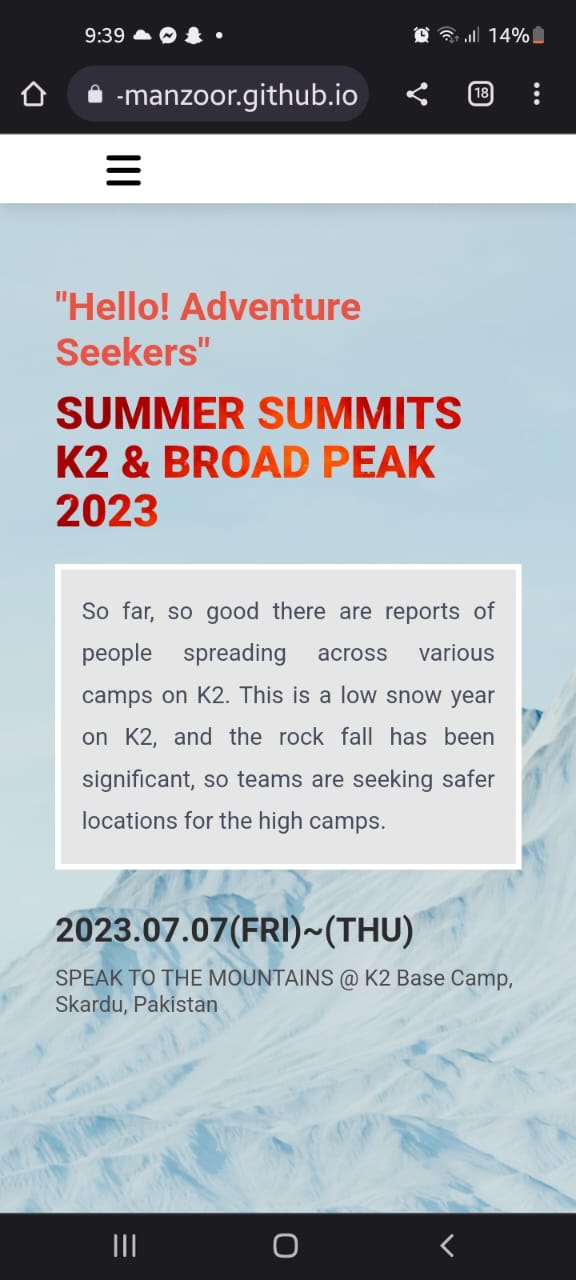 9:39
14%
-manzoor.github.io
18
"Hello! Adventure
Seekers"
SUMMER SUMMITS
K2 & BROAD PEAK
2023
So far, so good there are reports of
people spreading across various
camps on K2. This is a low snow year
on K2, and the rock fall has been
significant, so teams are seeking safer
locations for the high camps.
2023.07.07(FRI)~(THU)
SPEAK TO THE MOUNTAINS @ K2 Base Camp,
Skardu, Pakistan